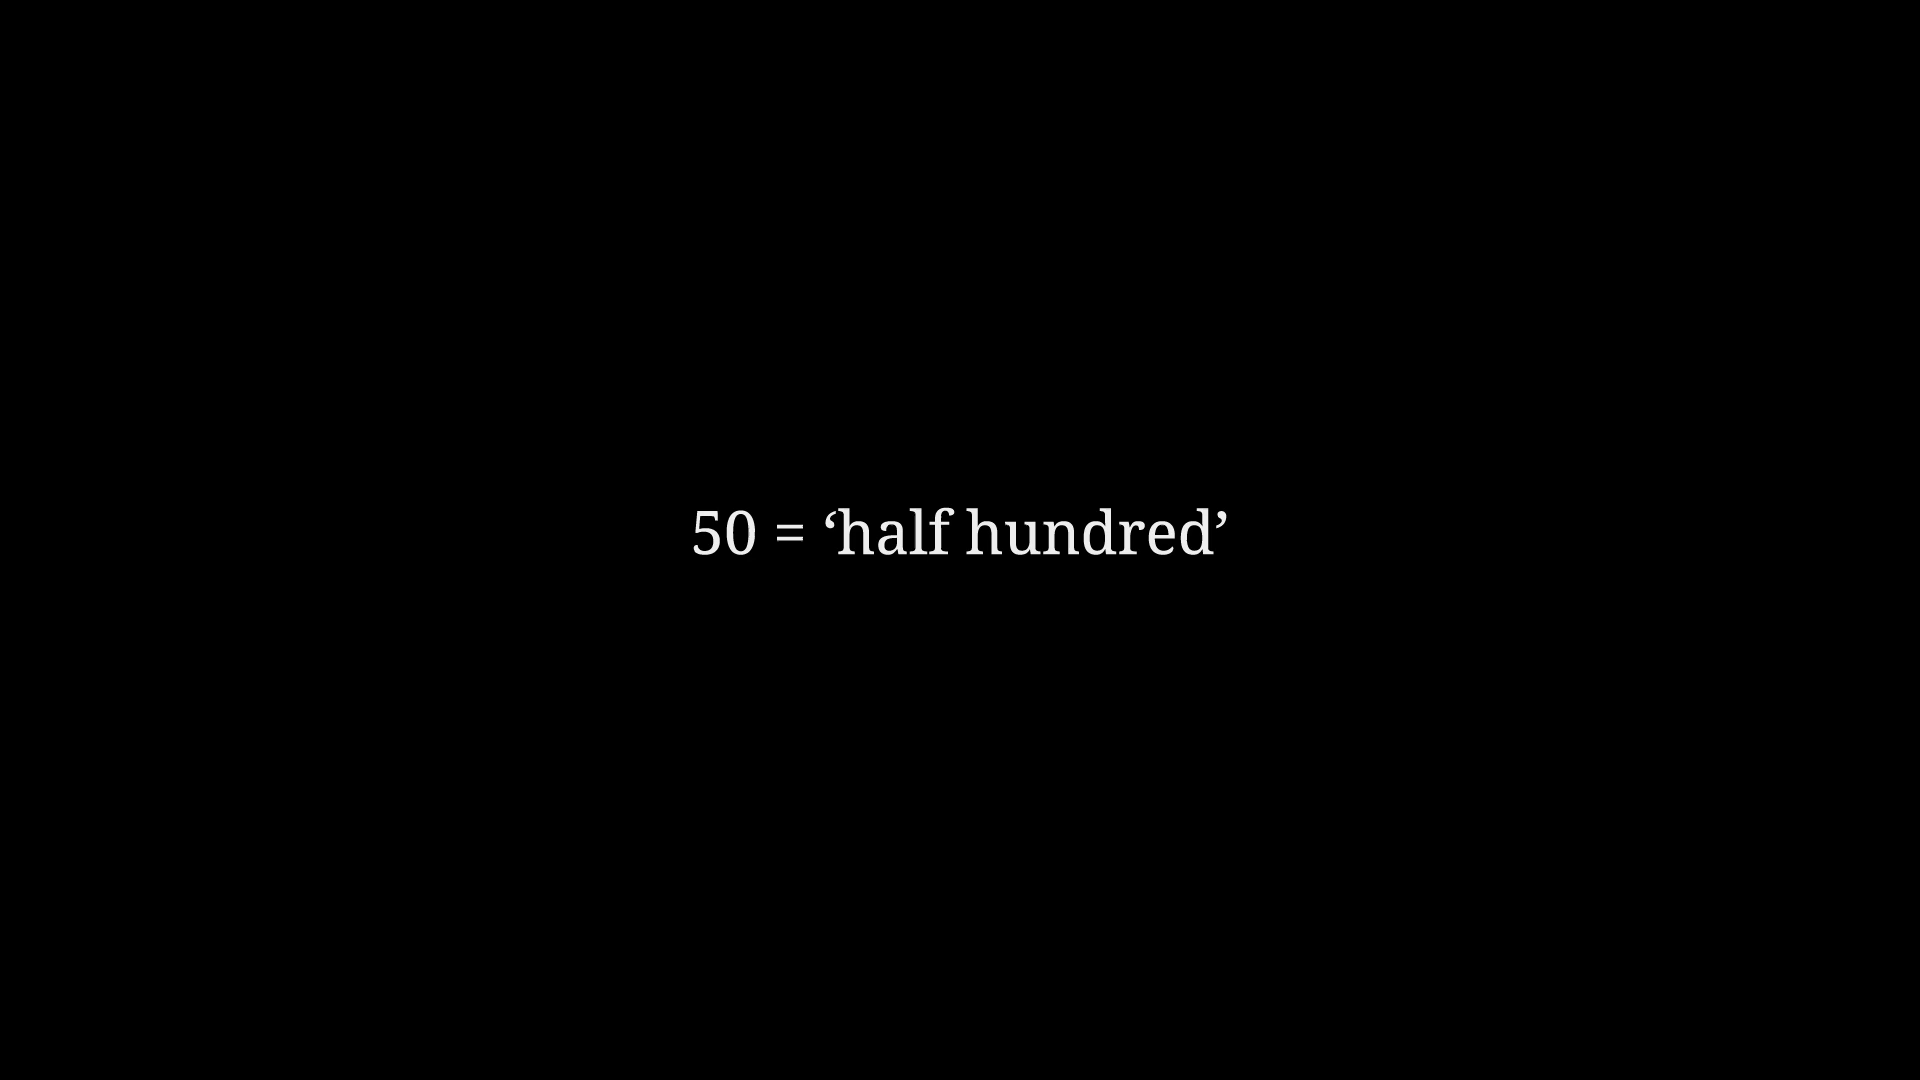 50 = ‘half hundred’